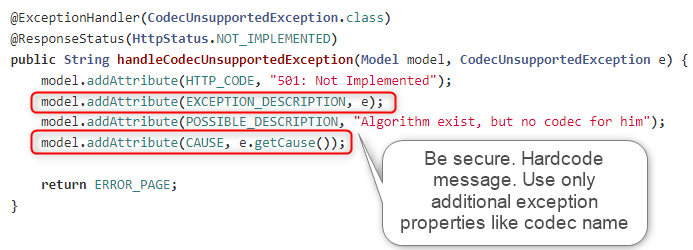 @ExceptionHandler(CodecUnsupportedException.class)
@ResponseStatus(HttpStatus.NOT_IMPLEMENTED)
public String handleCodecUnsupportedException(Model model, CodecUnsupportedException e) {
    model.addAttribute(HTTP_CODE, "501: Not Implemented");
    model.addAttribute(EXCEPTION_DESCRIPTION, e);
    model.addAttribute(POSSIBLE_DESCRIPTION, "Algorithm exist, but no codec for him");
    model.addAttribute(CAUSE, e.getCause());
    return ERROR_PAGE;
}
Be secure. Hardcode
message. Use only
additional exception
properties like codec name